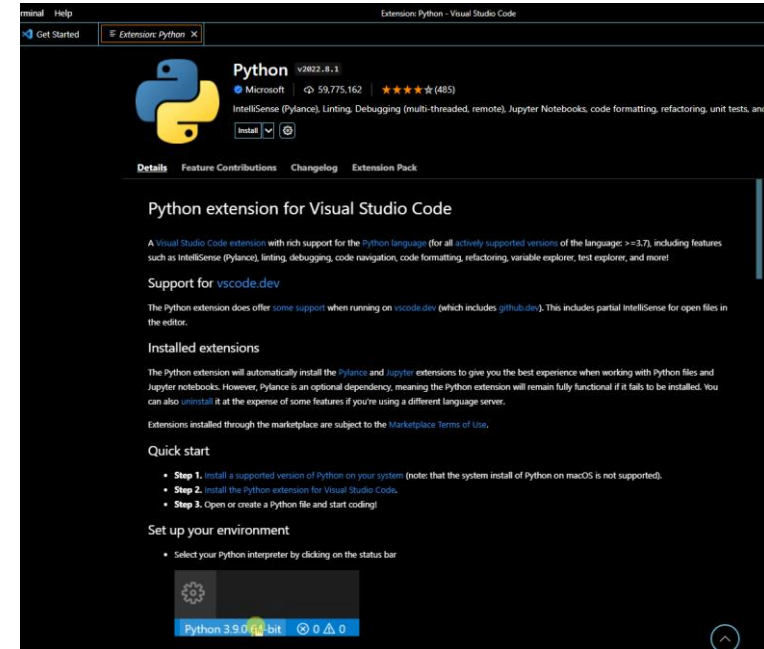 rminal Help Extension: Python - Visual Studio Code
Get Started Extension: Python ×
Python v2022.8.1
Microsoft 59,775,162 (485)
IntelliSense (Pylance), Linting, Debugging (multi-threaded, remote), Jupyter Notebooks, code formatting, refactoring, unit tests, and
Install
Details Feature Contributions Changelog Extension Pack
Python extension for Visual Studio Code
A Visual Studio Code extension with rich support for the Python language (for all actively supported versions of the language: >=3.7), including features
such as IntelliSense (Pylance), linting, debugging, code navigation, code formatting, refactoring, variable explorer, test explorer, and more!
Support for vscode.dev
The Python extension does offer some support when running on vscode.dev (which includes github.dev). This includes partial IntelliSense for open files in
the editor.
Installed extensions
The Python extension will automatically install the Pylance and Jupyter extensions to give you the best experience when working with Python files and
Jupyter notebooks. However, Pylance is an optional dependency, meaning the Python extension will remain fully functional if it fails to be installed. You
can also uninstall it at the expense of some features if you're using a different language server.
Extensions installed through the marketplace are subject to the Marketplace Terms of Use.
Quick start
• Step 1. Install a supported version of Python on your system (note: that the system install of Python on macOS is not supported).
• Step 2. Install the Python extension for Visual Studio Code.
• Step 3. Open or create a Python file and start coding!
Set up your environment
• Select your Python interpreter by clicking on the status bar
Python 3.9.0 64-bit 0 0